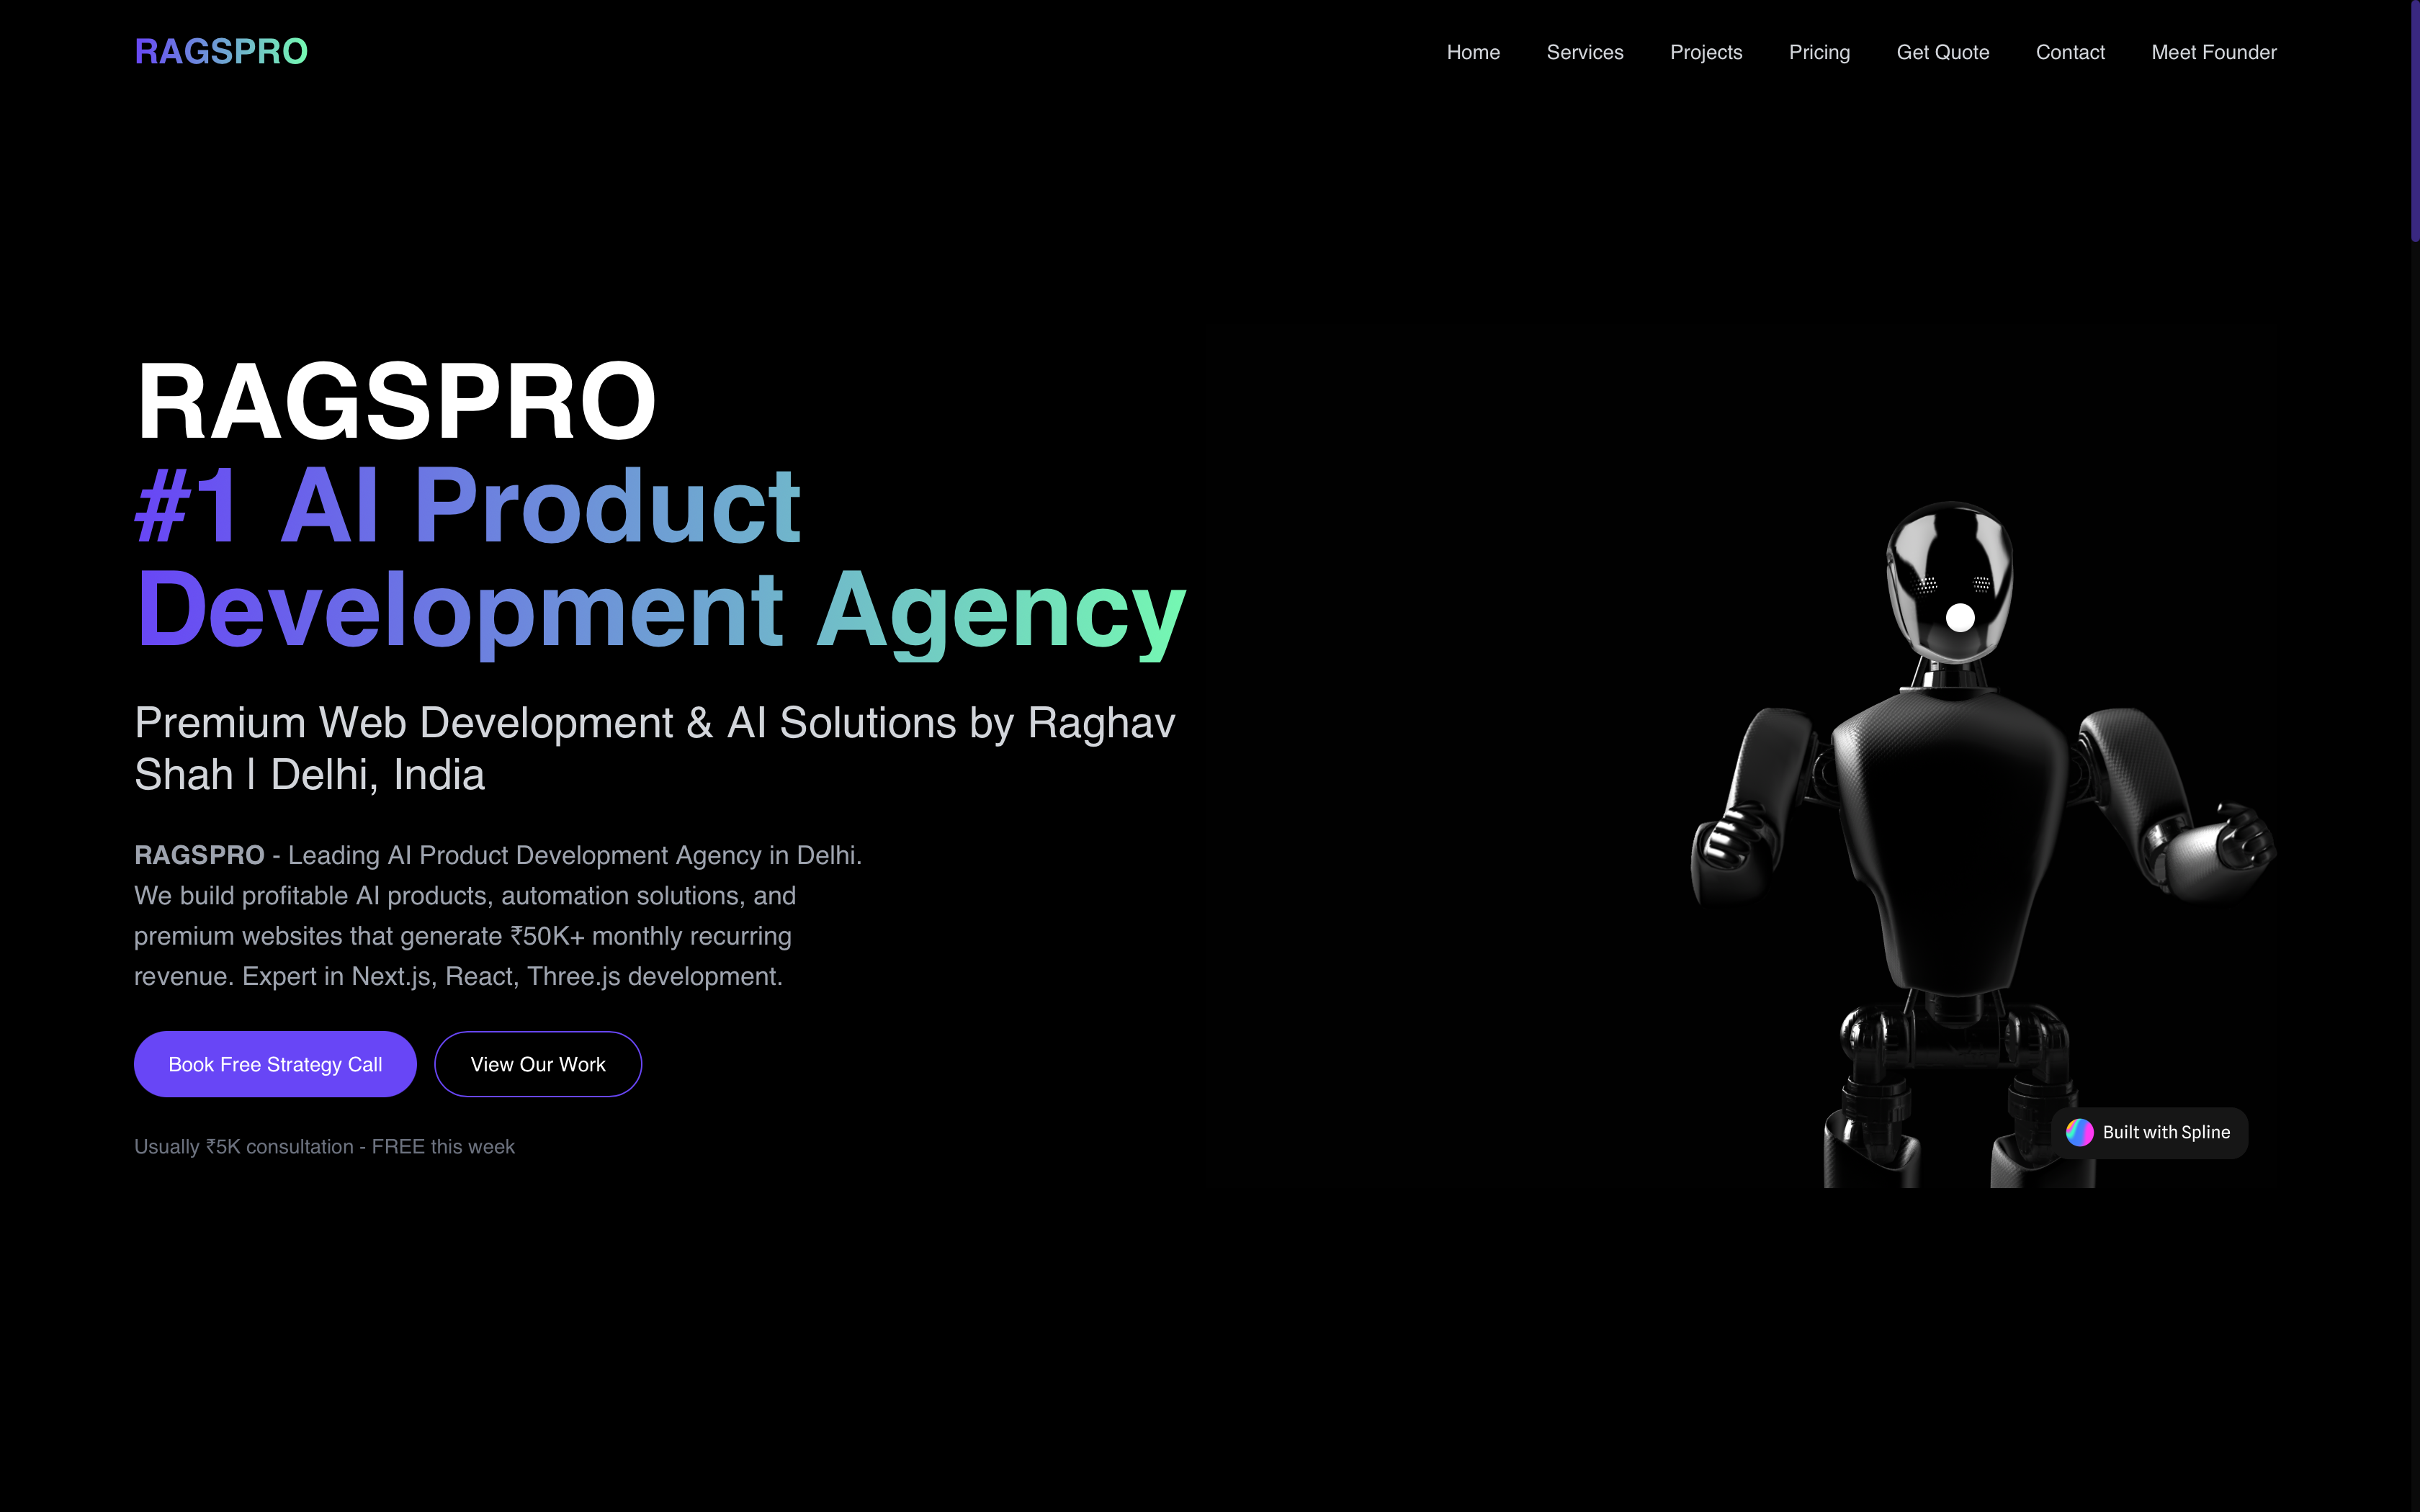 RAGSPRO
Home
Services
Projects
Pricing
Get Quote
Contact
Meet Founder
RAGSPRO
#1 AI Product
Development Agency
Premium Web Development & AI Solutions by Raghav
Shah | Delhi, India
RAGSPRO - Leading AI Product Development Agency in Delhi.
We build profitable AI products, automation solutions, and
premium websites that generate ₹50K+ monthly recurring
revenue. Expert in Next.js, React, Three.js development.
Book Free Strategy Call
View Our Work
Usually ₹5K consultation - FREE this week
Built with Spline